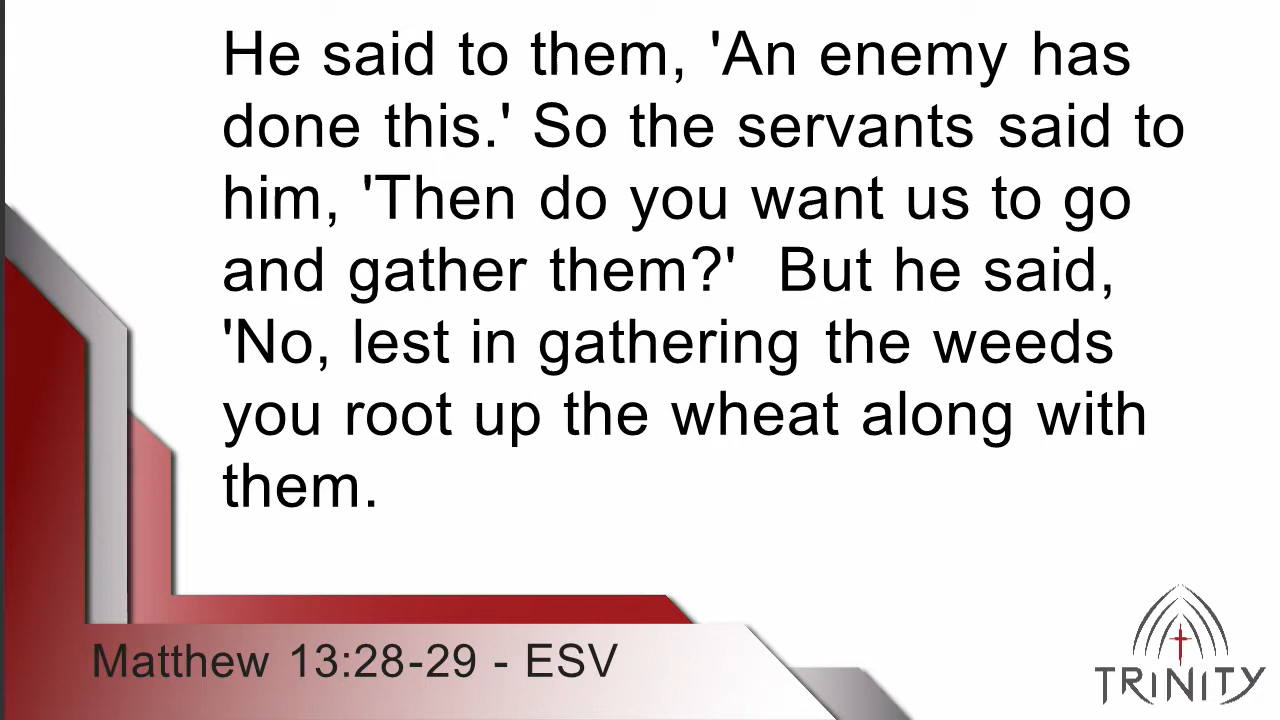 He said to them, 'An enemy has
done this.' So the servants said to
him, 'Then do you want us to go
and gather them?'  But he said,
'No, lest in gathering the weeds
you root up the wheat along with
them.
Matthew 13:28-29 - ESV
TRINITY